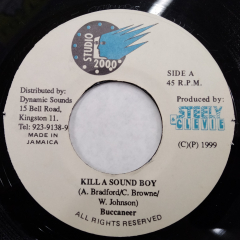 STUDIO
2000
Distributed by:
Dynamic Sounds
15 Bell Road,
Kingston 11.
Tel: 923-9138-9
MADE IN
JAMAICA
SIDE A
45 R.P.M.
Produced by:
STEELY
& CLEVIE
(C)(P) 1999
KILL A SOUND BOY
(A. Bradford/C. Browne/
W. Johnson)
Buccaneer
ALL RIGHTS RESERVED